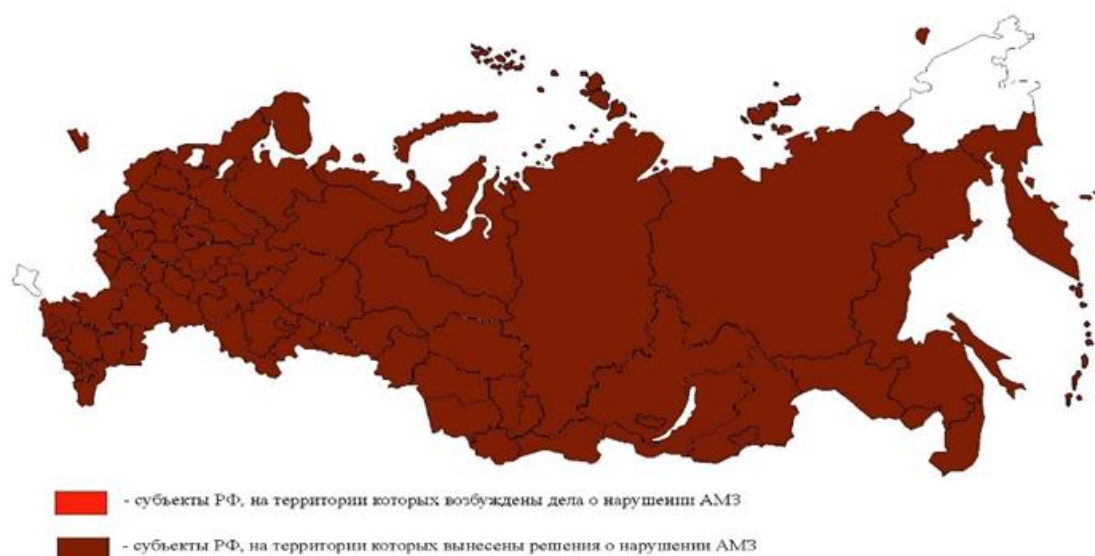 - субъекты РФ, на территории которых возбуждены дела о нарушении АМЗ
- субъекты РФ, на территории которых вынесены решения о нарушении АМЗ